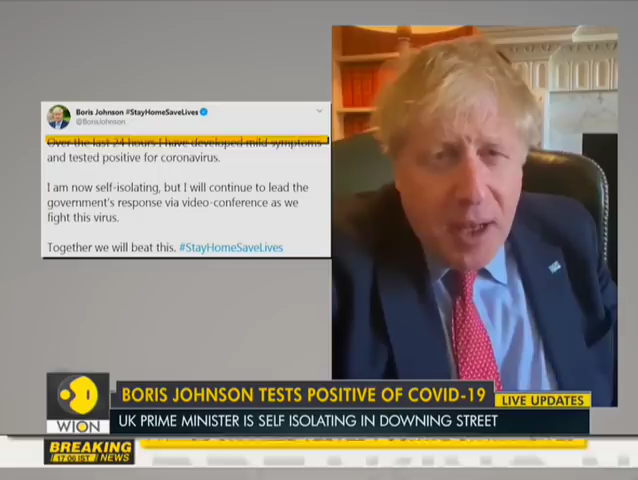 Boris Johnson #StayHomeSaveLives
@BorisJohnson
Over the last 24 hours I have developed mild symptoms
and tested positive for coronavirus.
I am now self-isolating, but I will continue to lead the
government's response via video-conference as we
fight this virus.
Together we will beat this. #StayHomeSaveLives
BORIS JOHNSON TESTS POSITIVE OF COVID-19
LIVE UPDATES
UK PRIME MINISTER IS SELF ISOLATING IN DOWNING STREET
WION
BREAKING
17:06 IST NEWS